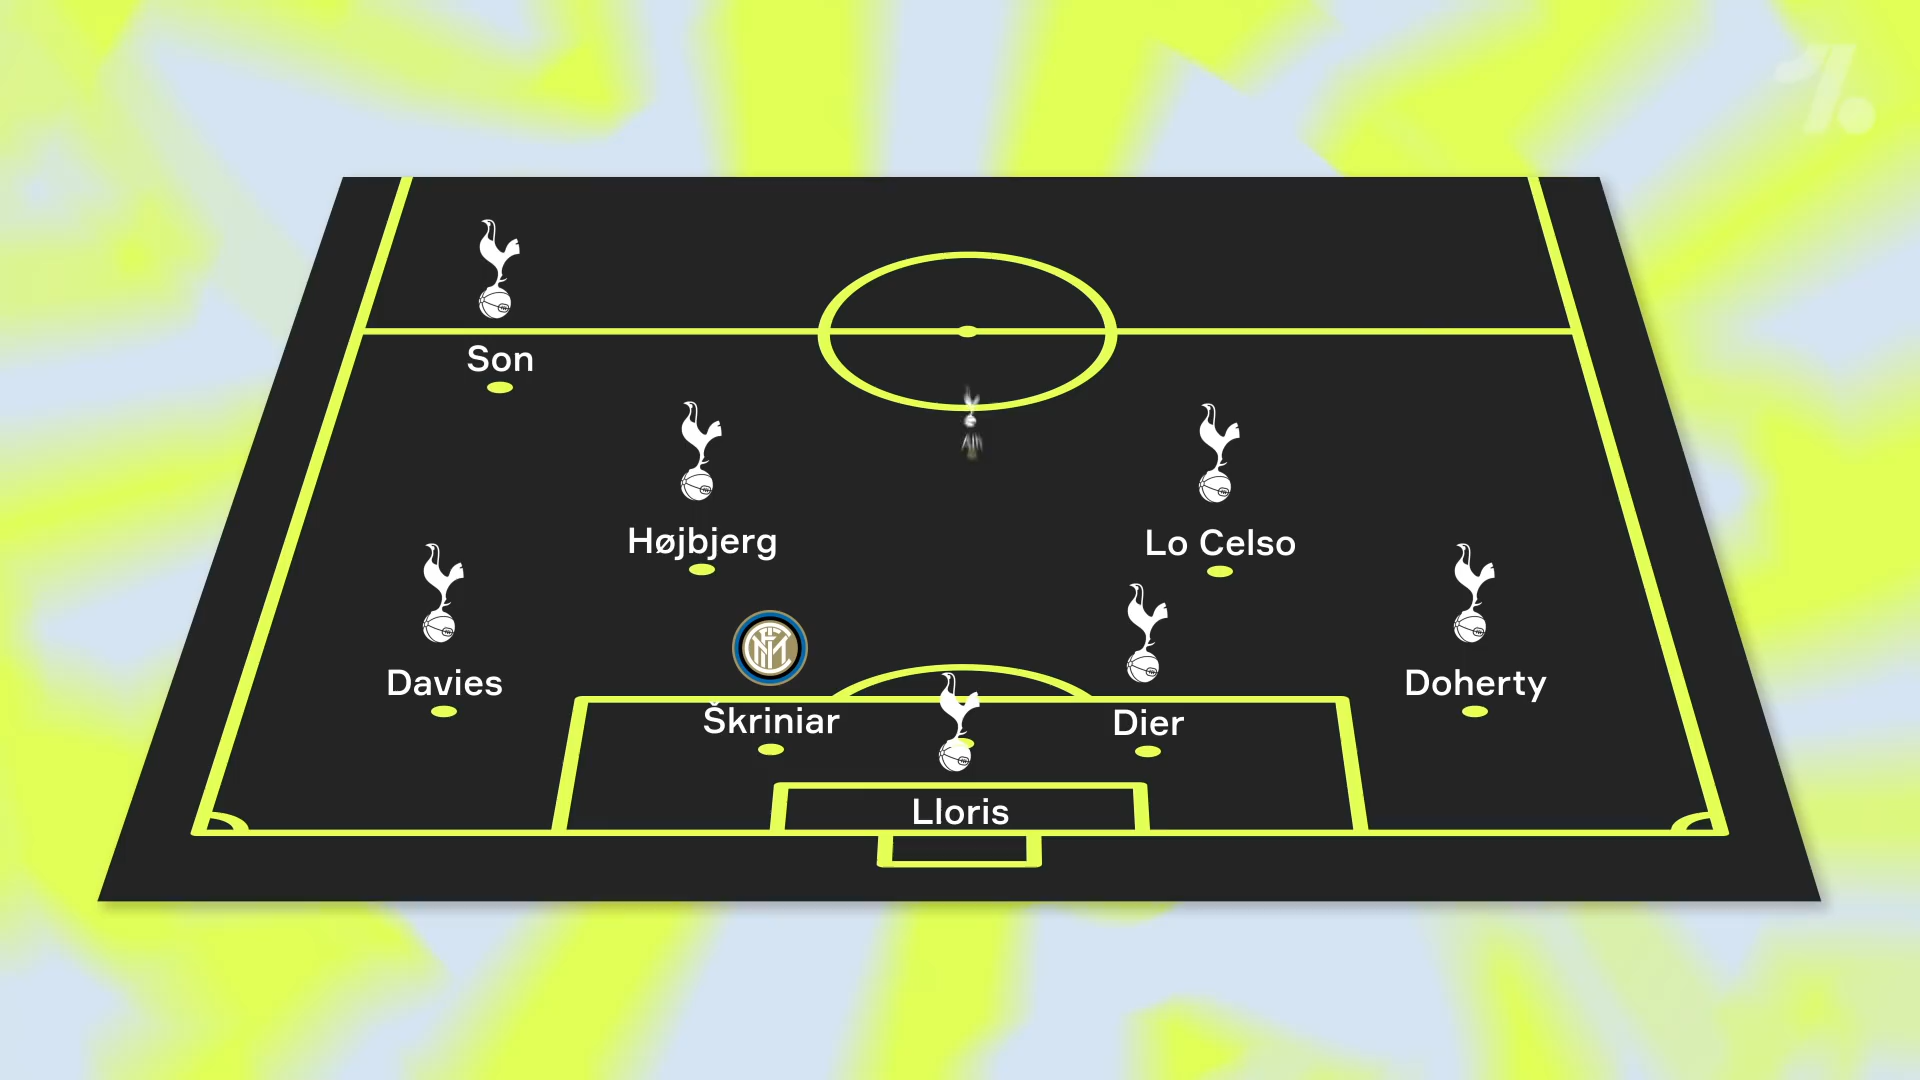 Son
Højbjerg
Lo Celso
Davies
Doherty
Škriniar
Dier
Lloris